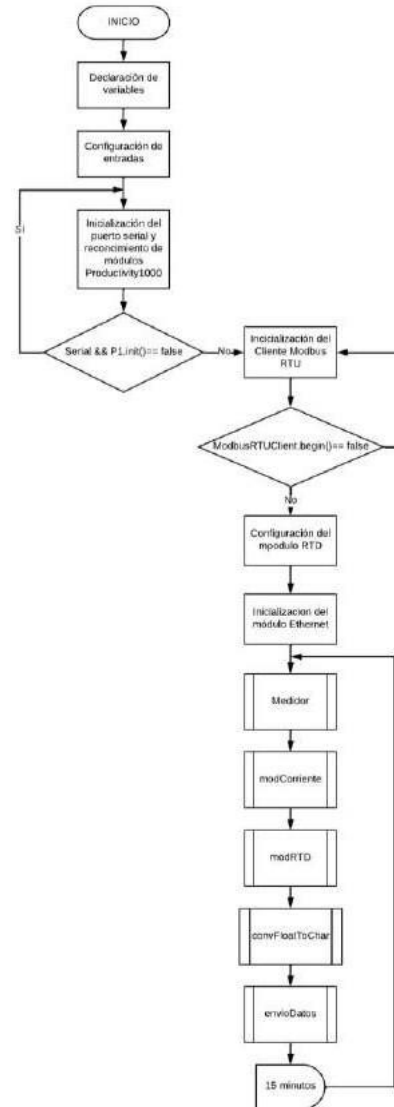 INICIO
Declaración de
variables
Configuración de
entradas
Si
Inicialización del
puerto serial y
reconcimiento de
módulos
Productivity1000
Serial && P1.init()== false
No
Incicialización del
Cliente Modbus
RTU
ModbusRTUClient.begin()== false
No
Configuración del
mpodulo RTD
Inicializacion del
módulo Ethernet
Medidor
modCorriente
modRTD
convFloatToChar
envioDatos
15 minutos